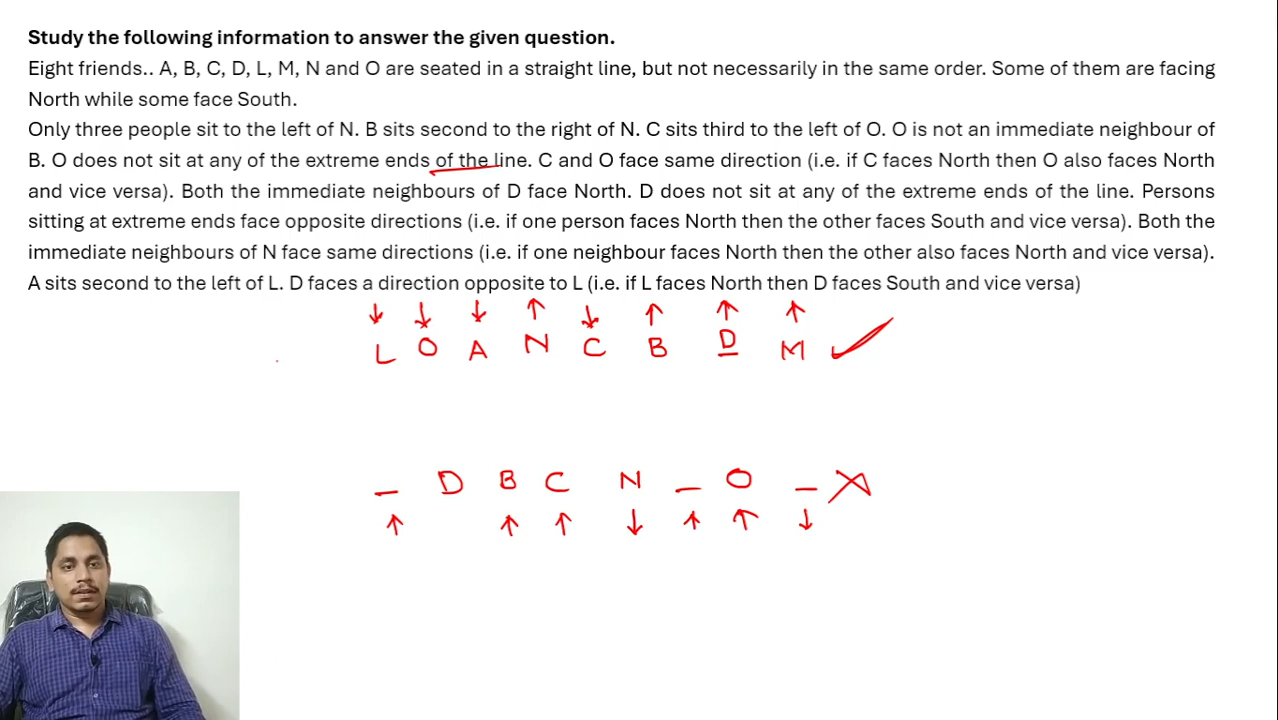 Study the following information to answer the given question.
Eight friends.. A, B, C, D, L, M, N and O are seated in a straight line, but not necessarily in the same order. Some of them are facing
North while some face South.
Only three people sit to the left of N. B sits second to the right of N. C sits third to the left of O. O is not an immediate neighbour of
B. O does not sit at any of the extreme ends of the line. C and O face same direction (i.e. if C faces North then O also faces North
and vice versa). Both the immediate neighbours of D face North. D does not sit at any of the extreme ends of the line. Persons
sitting at extreme ends face opposite directions (i.e. if one person faces North then the other faces South and vice versa). Both the
immediate neighbours of N face same directions (i.e. if one neighbour faces North then the other also faces North and vice versa).
A sits second to the left of L. D faces a direction opposite to L (i.e. if L faces North then D faces South and vice versa)
↓ ↓ ↓ ↑ ↓ ↑ ↑ ↑
L O A N C B D M ✓
_ D B C N _ O _
↑ ↑ ↑ ↓ ↑ ↑ ↓